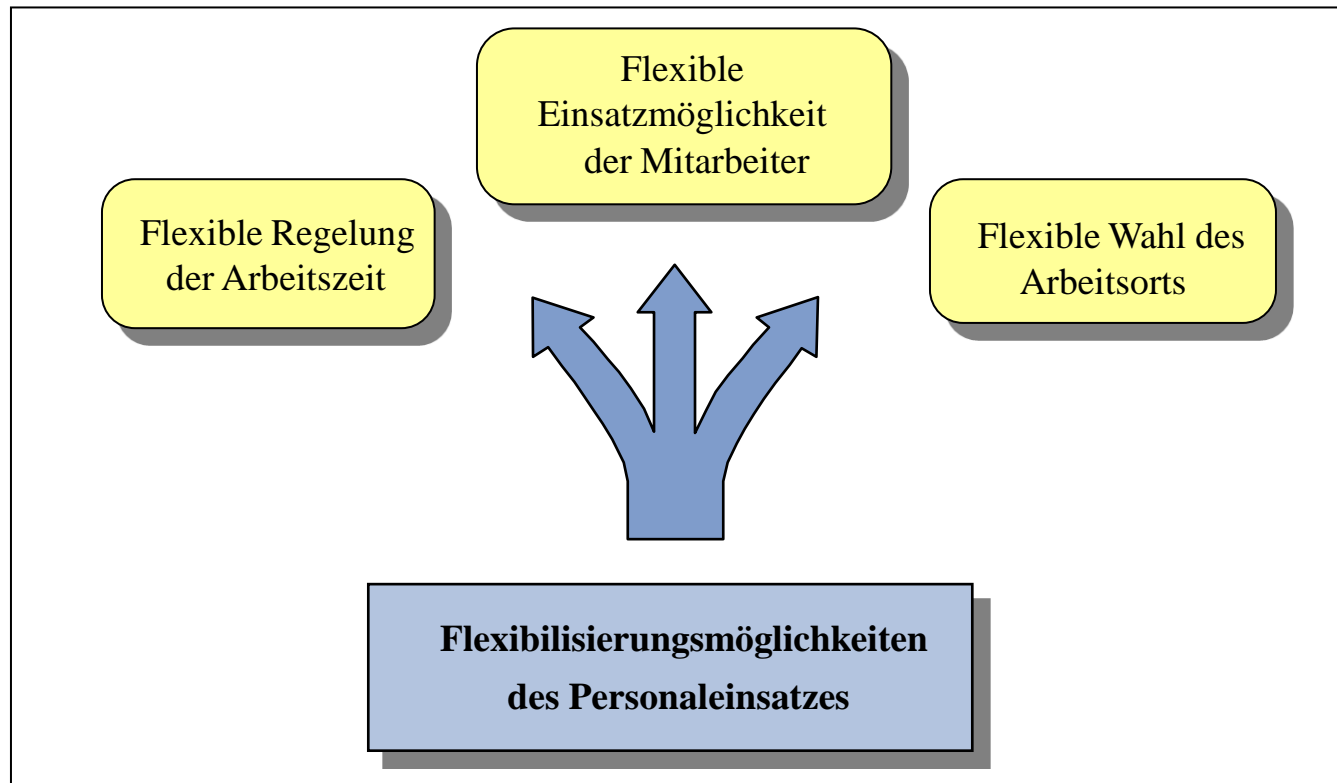 Flexible
Einsatzmöglichkeit
der Mitarbeiter
Flexible Regelung
der Arbeitszeit
Flexible Wahl des
Arbeitsorts
Flexibilisierungsmöglichkeiten
des Personaleinsatzes